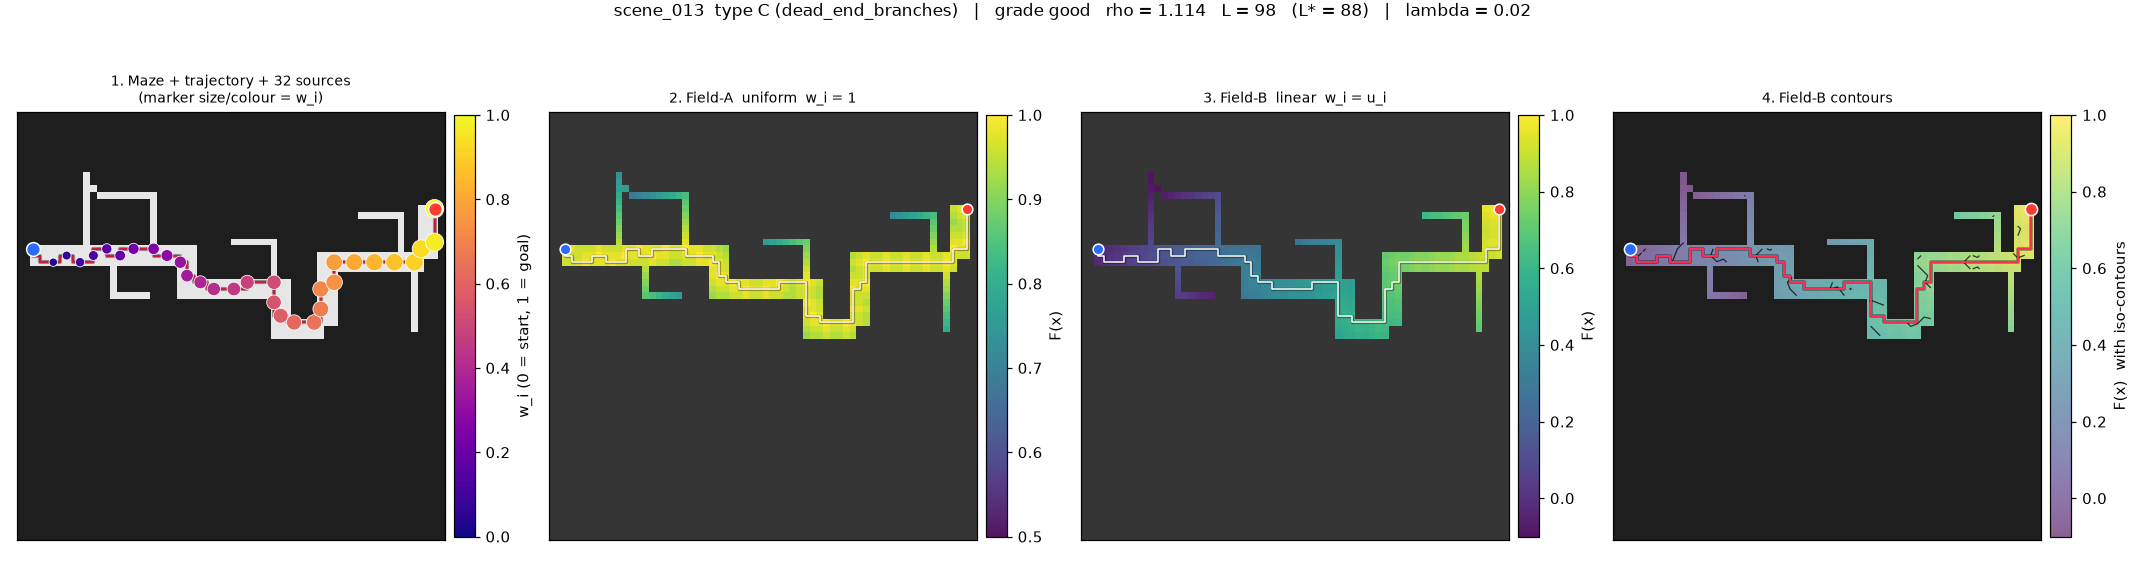 scene_013  type C (dead_end_branches)   |   grade good   rho = 1.114   L = 98   (L* = 88)   |   lambda = 0.02
1. Maze + trajectory + 32 sources
(marker size/colour = w_i)
1.0
0.8
0.6
0.4
0.2
0.0
w_i (0 = start, 1 = goal)
2. Field-A  uniform  w_i = 1
1.0
0.9
0.8
0.7
0.6
0.5
F(x)
3. Field-B  linear  w_i = u_i
1.0
0.8
0.6
0.4
0.2
0.0
F(x)
4. Field-B contours
1.0
0.8
0.6
0.4
0.2
0.0
F(x)  with iso-contours